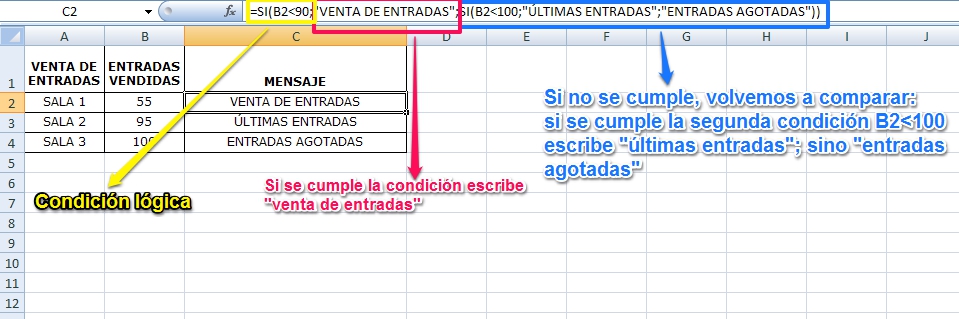 C2 fx =SI(B2<90;"VENTA DE ENTRADAS";SI(B2<100;"ÚLTIMAS ENTRADAS";"ENTRADAS AGOTADAS"))
A B C D E F G H I J
1 VENTA DE ENTRADAS VENDIDAS MENSAJE
ENTRADAS
2 SALA 1 55 VENTA DE ENTRADAS
3 SALA 2 95 ÚLTIMAS ENTRADAS
4 SALA 3 100 ENTRADAS AGOTADAS
5
6
7
8
9
10
11
12
Condición lógica
Si se cumple la condición escribe
"venta de entradas"
Si no se cumple, volvemos a comparar:
si se cumple la segunda condición B2<100
escribe "últimas entradas"; sino "entradas
agotadas"